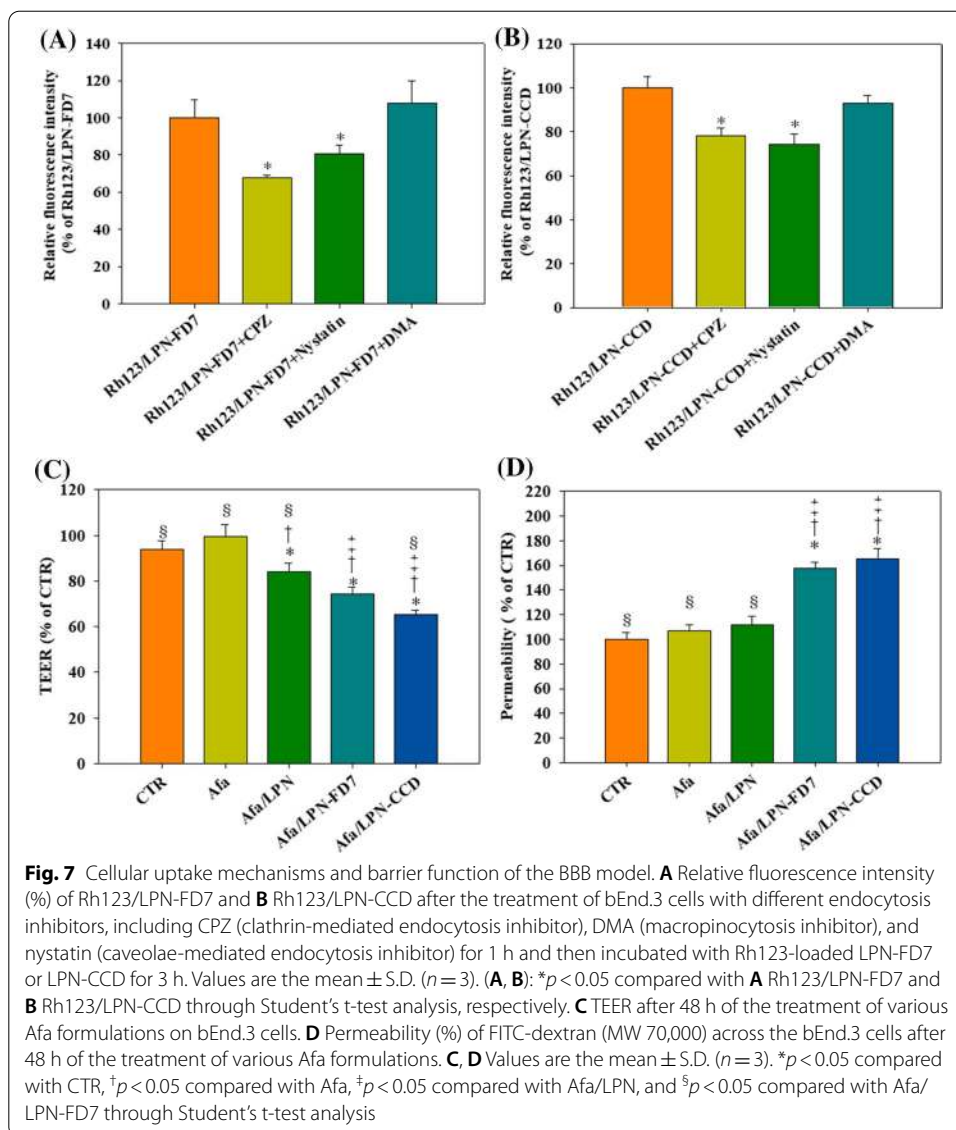 (A)
Relative fluorescence intensity
(% of Rh123/LPN-FD7)
140
120
100
80
60
40
20
0
*
*
Rh123/LPN-FD7
Rh123/LPN-FD7+CPZ
Rh123/LPN-FD7+Nystatin
Rh123/LPN-FD7+DMA
(B)
Relative fluorescence intensity
(% of Rh123/LPN-CCD)
120
100
80
60
40
20
0
*
*
Rh123/LPN-CCD
Rh123/LPN-CCD+CPZ
Rh123/LPN-CCD+Nystatin
Rh123/LPN-CCD+DMA
(C)
TEER (% of CTR)
120
100
80
60
40
20
0
§
§
§
†
*
‡
†
*
§
‡
†
*
CTR
Afa
Afa/LPN
Afa/LPN-FD7
Afa/LPN-CCD
(D)
Permeability ( % of CTR)
220
200
180
160
140
120
100
80
60
40
20
0
§
§
§
‡
†
*
‡
†
*
CTR
Afa
Afa/LPN
Afa/LPN-FD7
Afa/LPN-CCD
Fig. 7 Cellular uptake mechanisms and barrier function of the BBB model. A Relative fluorescence intensity
(%) of Rh123/LPN-FD7 and B Rh123/LPN-CCD after the treatment of bEnd.3 cells with different endocytosis
inhibitors, including CPZ (clathrin-mediated endocytosis inhibitor), DMA (macropinocytosis inhibitor), and
nystatin (caveolae-mediated endocytosis inhibitor) for 1 h and then incubated with Rh123-loaded LPN-FD7
or LPN-CCD for 3 h. Values are the mean ± S.D. (n = 3). (A, B): *p < 0.05 compared with A Rh123/LPN-FD7 and
B Rh123/LPN-CCD through Student's t-test analysis, respectively. C TEER after 48 h of the treatment of various
Afa formulations on bEnd.3 cells. D Permeability (%) of FITC-dextran (MW 70,000) across the bEnd.3 cells after
48 h of the treatment of various Afa formulations. C, D Values are the mean ± S.D. (n = 3). *p < 0.05 compared
with CTR, †p < 0.05 compared with Afa, ‡p < 0.05 compared with Afa/LPN, and §p < 0.05 compared with Afa/
LPN-FD7 through Student's t-test analysis